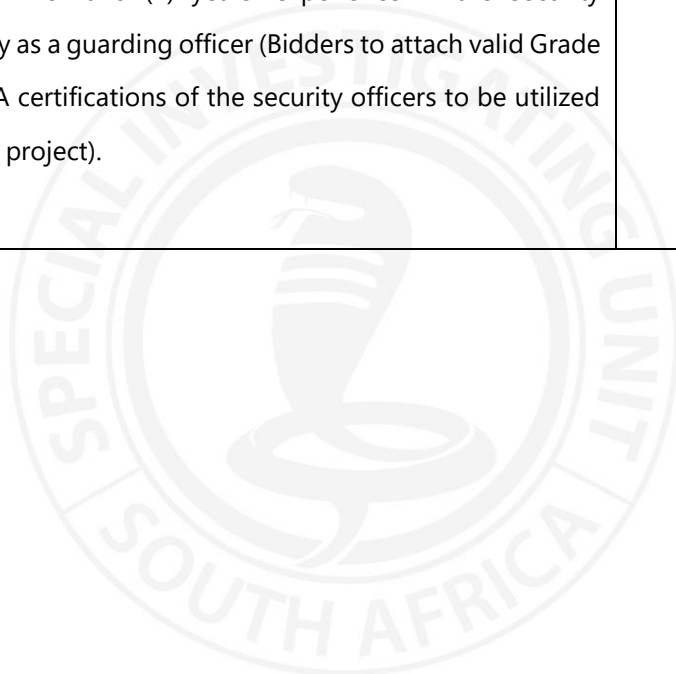 y as a guarding officer (Bidders to attach valid Grade
A certifications of the security officers to be utilized
project).
SPECIAL INVESTIGATING UNIT
SOUTH AFRICA